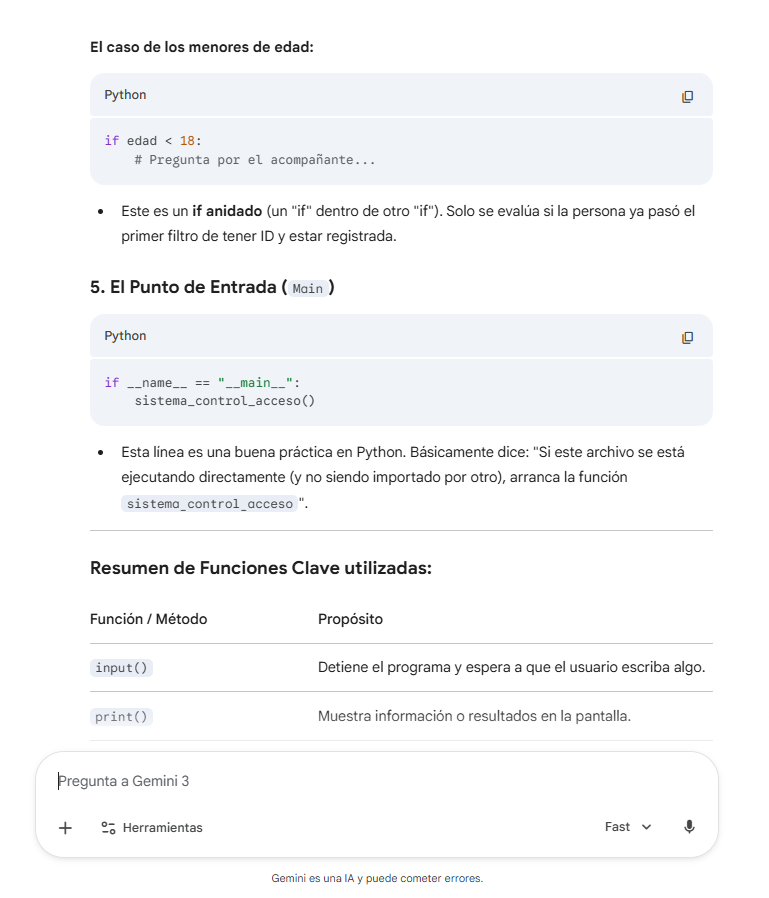 El caso de los menores de edad:
Python
if edad < 18:
    # Pregunta por el acompañante...
Este es un if anidado (un "if" dentro de otro "if"). Solo se evalúa si la persona ya pasó el
primer filtro de tener ID y estar registrada.
5. El Punto de Entrada (Main)
Python
if __name__ == "__main__":
    sistema_control_acceso()
Esta línea es una buena práctica en Python. Básicamente dice: "Si este archivo se está
ejecutando directamente (y no siendo importado por otro), arranca la función
sistema_control_acceso".
Resumen de Funciones Clave utilizadas:
Función / Método Propósito
input() Detiene el programa y espera a que el usuario escriba algo.
print() Muestra información o resultados en la pantalla.
Pregunta a Gemini 3
Herramientas Fast
Gemini es una IA y puede cometer errores.